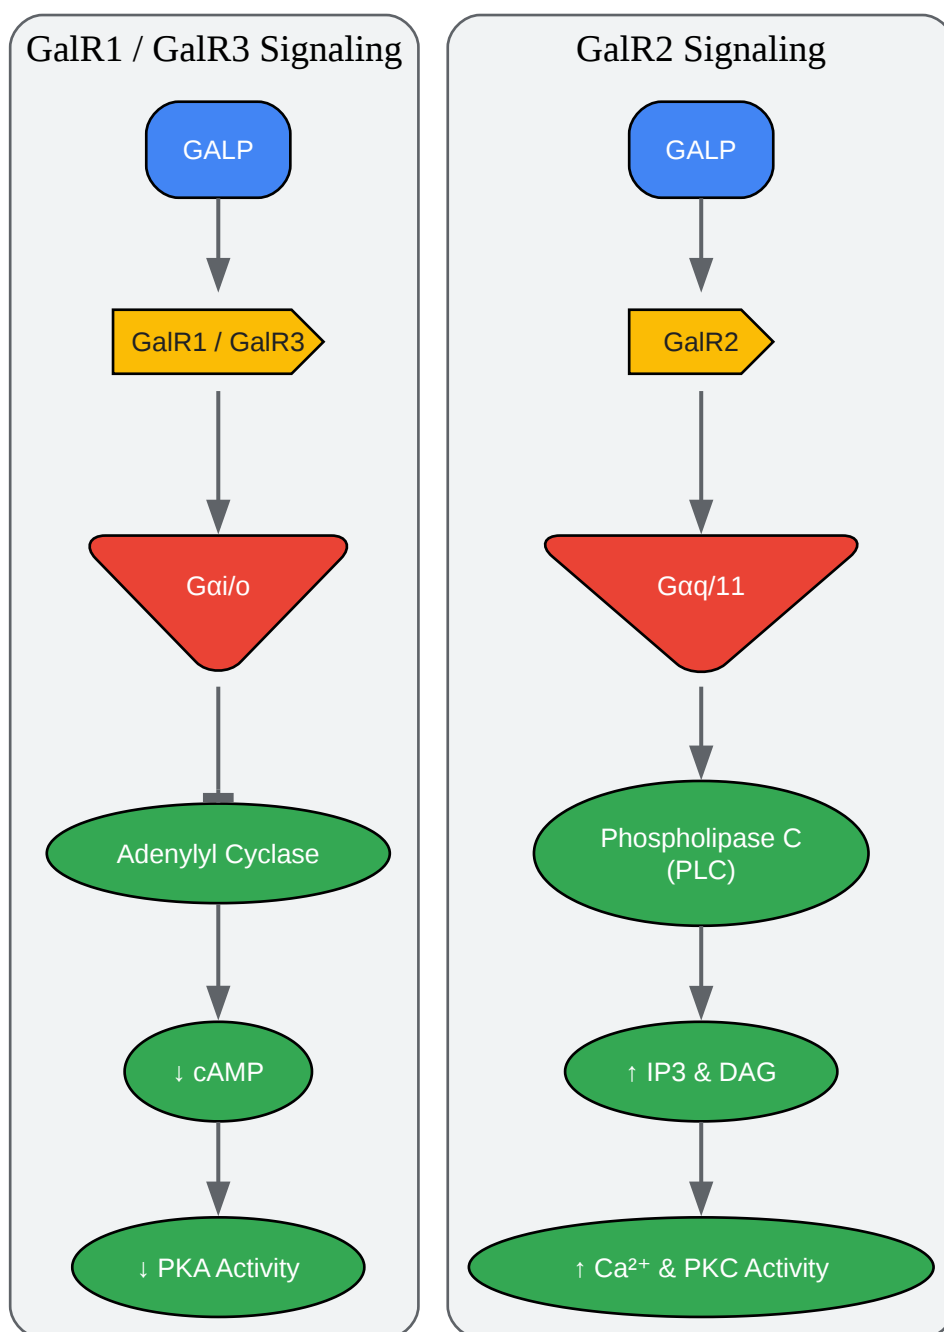 GalR1 / GalR3 Signaling
GALP
GalR1 / GalR3
Gαi/o
Adenylyl Cyclase
↓ cAMP
↓ PKA Activity
GalR2 Signaling
GALP
GalR2
Gαq/11
Phospholipase C
(PLC)
↑ IP3 & DAG
↑ Ca²⁺ & PKC Activity